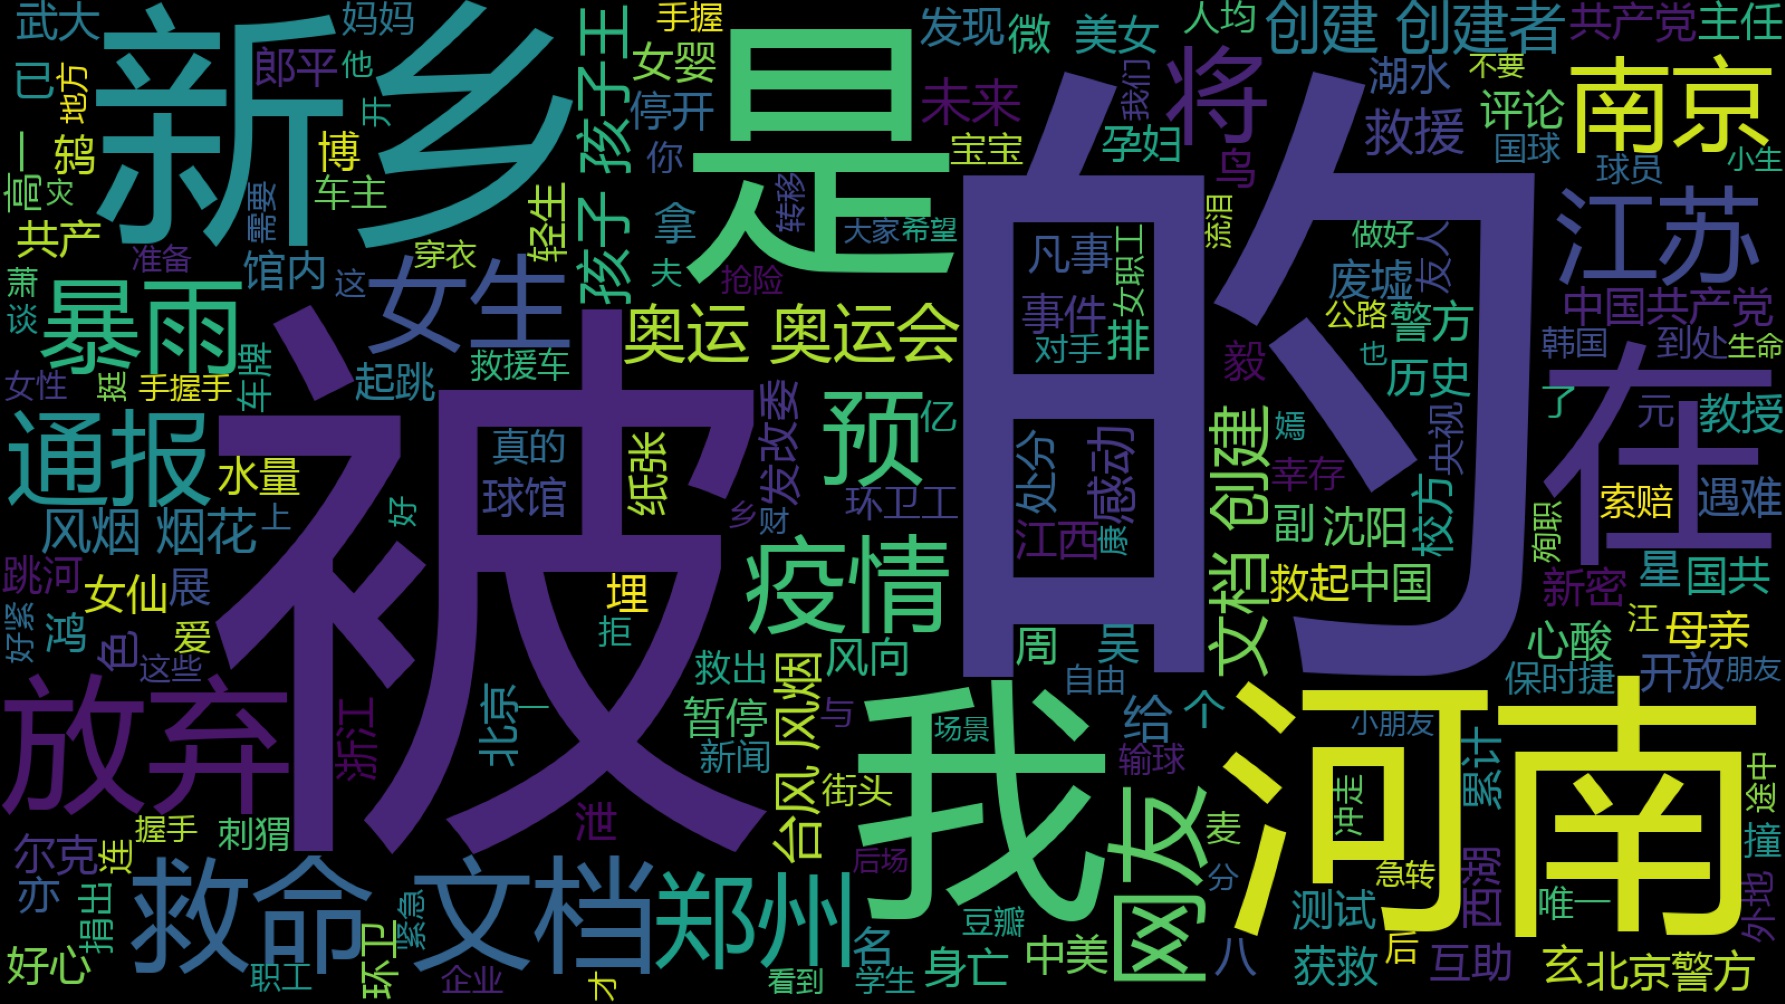 武大
妈妈
手握
发现
微
美女
人均
创建 创建者
共产党
主任
新乡
郎平
他
孩子王
孩子 孩子
女婴
是
将
湖水
不要
南京
已
地方
开
停开
未来
我们
救援
评论
国球
一
鸩
博
你
宝宝
孕妇
鸟
球员
小生
高
灾
车主
需要
轻生
拿
转移
大家
希望
流泪
做好
的
江苏
共产
准备
馆内
穿衣
女生
这
夫
抢险
凡事
女职工
废墟
友人
中国共产党
萧
谈
暴雨
车牌
救援车
奥运 奥运会
事件
对手
排
公路
警方
也
韩国
到处
生命
女性
挺
手握手
起跳
毅
历史
在
通报
被
真的
纸张
发改委
预
亿
处分
感动
创建
嫣
央视
了
元
教授
水量
球馆
环卫工
幸存
索赔
遇难
风烟
烟花
上
好
乡
财
江西
康
文档
副
沈阳
校方
殉职
跳河
女仙
展
埋
疫情
救起
中国
新密
星
国共
好紧
鸿
色
爱
这些
拒
救出
风向
周
吴
心酸
汪
母亲
自由
保时捷
开放
朋友
放弃
浙江
北京
一
暂停
新闻
台风
风烟
与
我
场景
给
个
输球
河南
小朋友
累计
途中
街头
尔克
连
握手
刺猬
泄
后场
网友
麦
冲走
撞
亦
捐出
救命
紧急
文档
郑州
豆瓣
分
急转
测试
西湖
唯一
外地
好心
职工
环卫
企业
才
名
看到
学生
身亡
中美
八
获救
后
互助
玄
北京警方